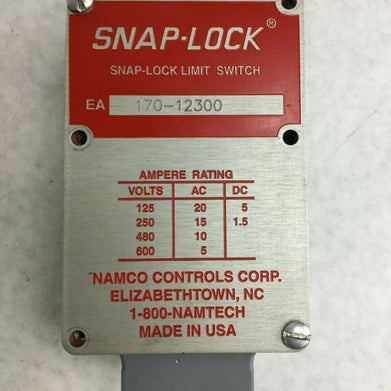 SNAP-LOCK®
SNAP-LOCK LIMIT SWITCH
EA 170-12300
AMPERE RATING
VOLTS AC DC
125 20 5
250 15 1.5
480 10
600 5
NAMCO CONTROLS CORP.
ELIZABETHTOWN, NC
1-800-NAMTECH
MADE IN USA